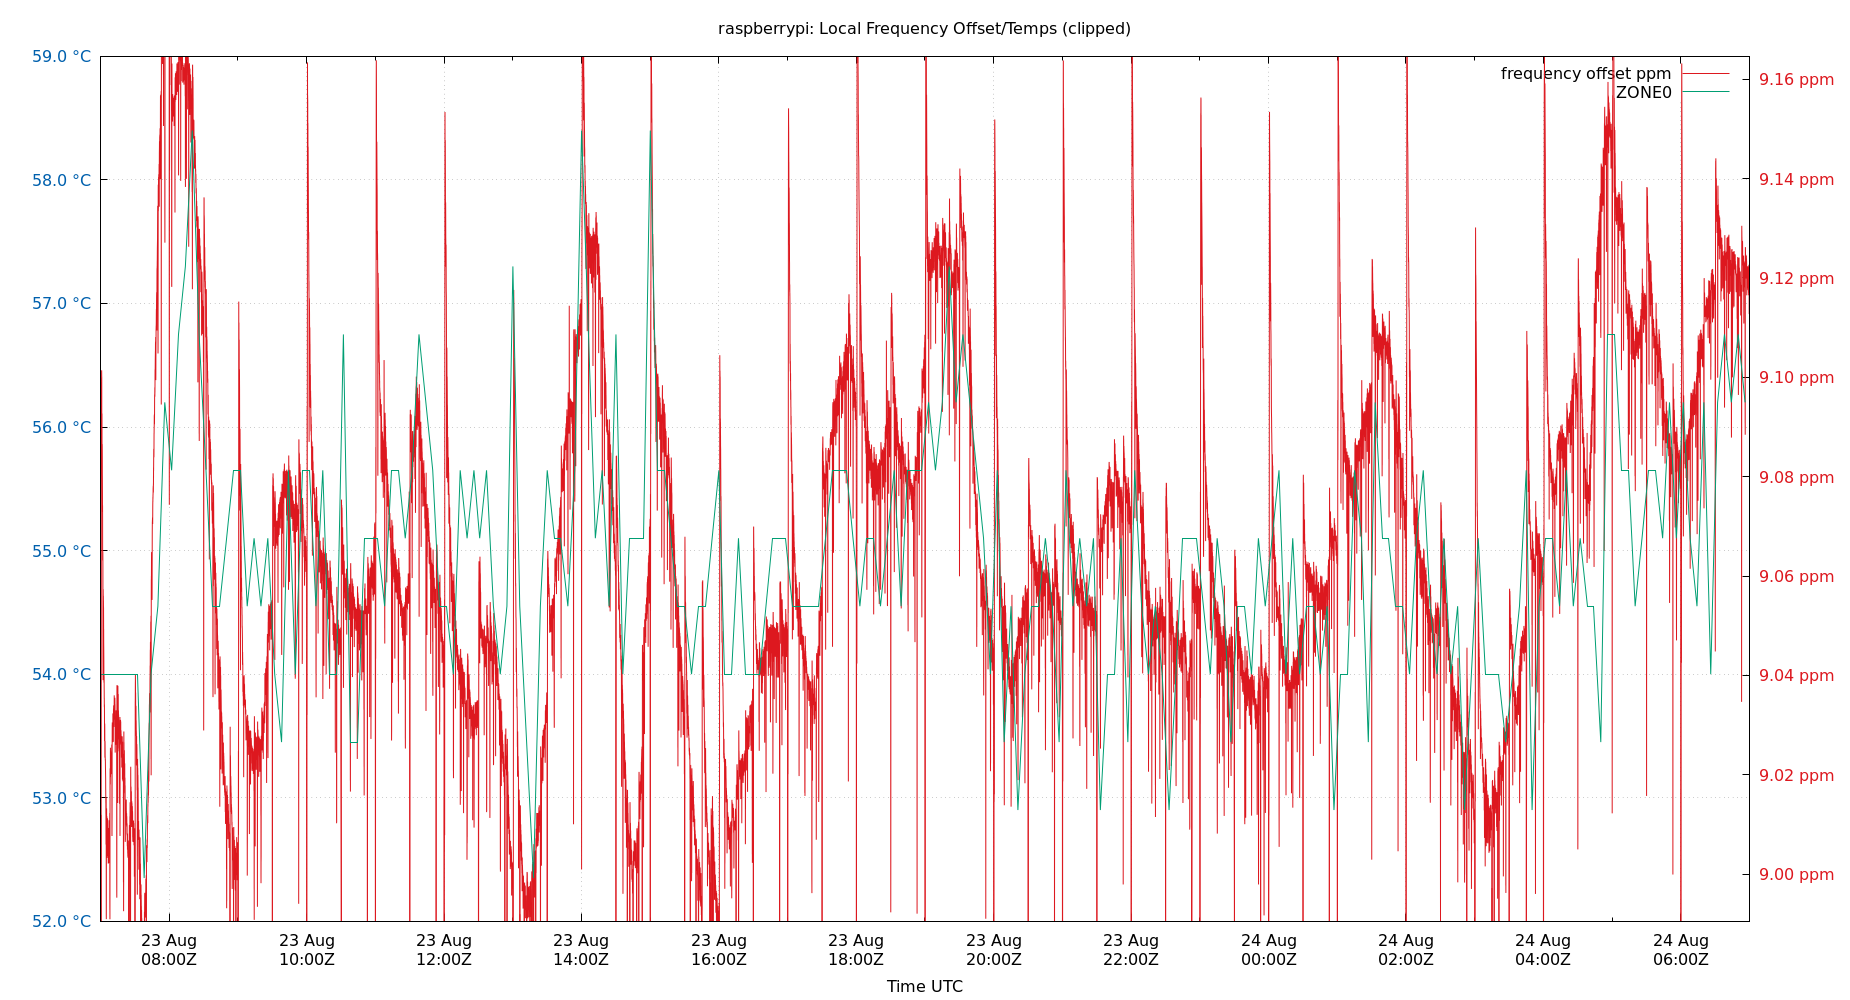 raspberrypi: Local Frequency Offset/Temps (clipped)
frequency offset ppm
ZONE0
59.0 °C
58.0 °C
57.0 °C
56.0 °C
55.0 °C
54.0 °C
53.0 °C
52.0 °C
9.16 ppm
9.14 ppm
9.12 ppm
9.10 ppm
9.08 ppm
9.06 ppm
9.04 ppm
9.02 ppm
9.00 ppm
23 Aug 23 Aug 23 Aug 23 Aug 23 Aug 23 Aug 23 Aug 23 Aug 24 Aug 24 Aug 24 Aug 24 Aug
08:00Z 10:00Z 12:00Z 14:00Z 16:00Z 18:00Z 20:00Z 22:00Z 00:00Z 02:00Z 04:00Z 06:00Z
Time UTC